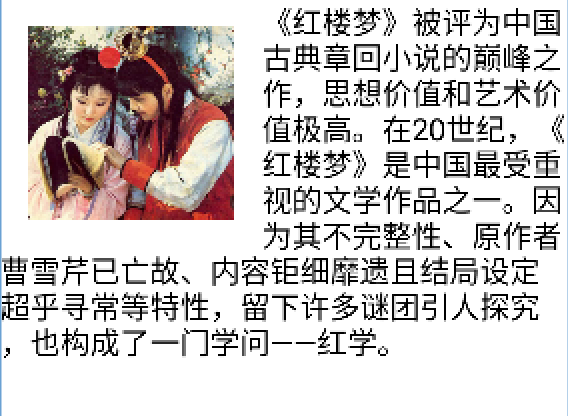 《红楼梦》被评为中国
古典章回小说的巅峰之
作，思想价值和艺术价
值极高。在20世纪，《
红楼梦》是中国最受重
视的文学作品之一。因
为其不完整性、原作者
曹雪芹已亡故、内容钜细靡遗且结局设定
超乎寻常等特性，留下许多谜团引人探究
，也构成了一门学问——红学。